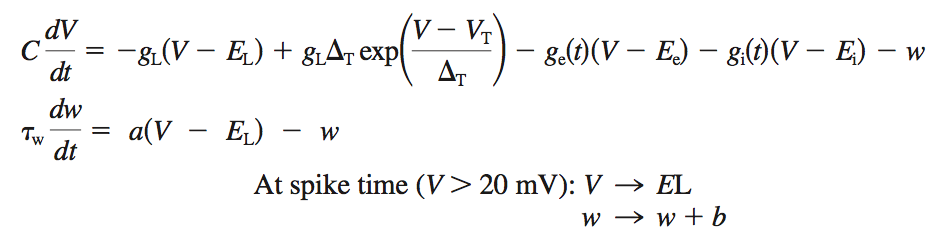 C dV/dt = −g_L(V − E_L) + g_LΔ_T exp((V − V_T)/Δ_T) − g_e(t)(V − E_e) − g_i(t)(V − E_i) − w
τ_w dw/dt = a(V − E_L) − w
At spike time (V > 20 mV): V → EL
w → w + b